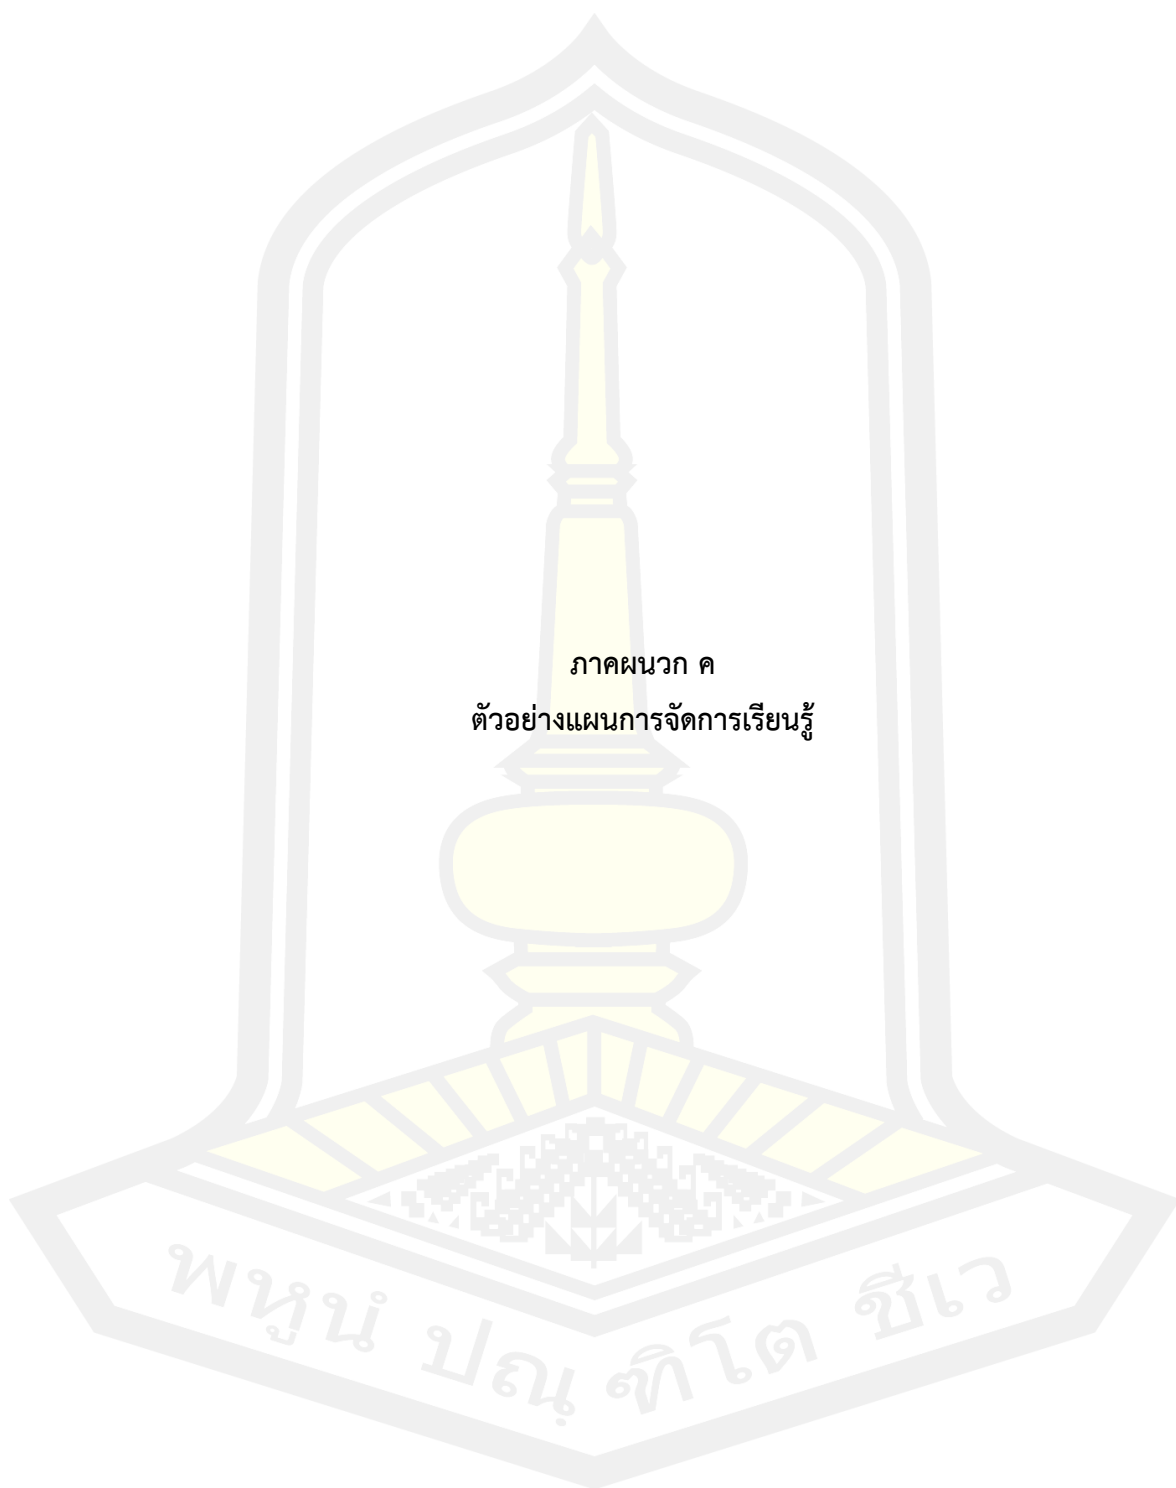 ภาคผนวก ค
ตัวอย่างแผนการจัดการเรียนรู้
พหูนํ ปณฺฑิโต ชีเว